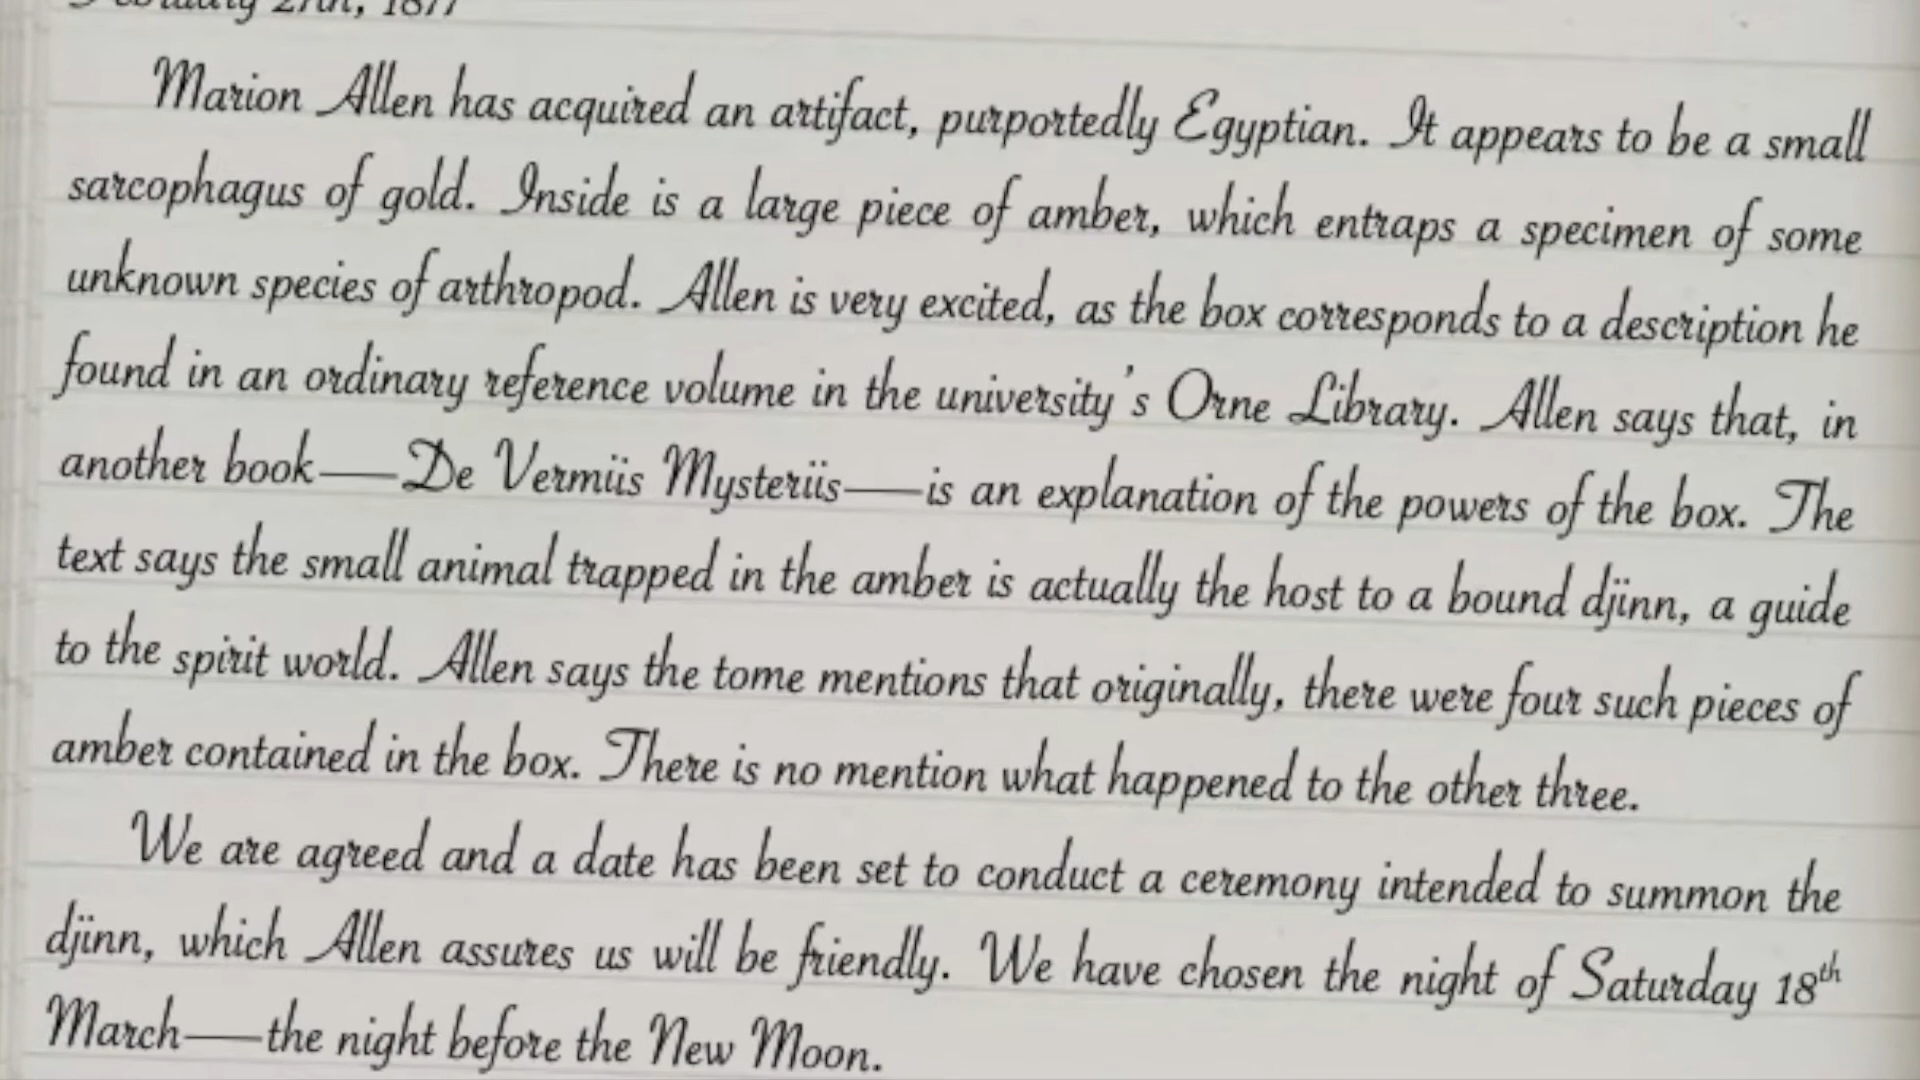 February 27th, 1877
Marion Allen has acquired an artifact, purportedly Egyptian. It appears to be a small
sarcophagus of gold. Inside is a large piece of amber, which entraps a specimen of some
unknown species of arthropod. Allen is very excited, as the box corresponds to a description he
found in an ordinary reference volume in the university's Orne Library. Allen says that, in
another book—De Vermiis Mysteriis—is an explanation of the powers of the box. The
text says the small animal trapped in the amber is actually the host to a bound djinn, a guide
to the spirit world. Allen says the tome mentions that originally, there were four such pieces of
amber contained in the box. There is no mention what happened to the other three.
We are agreed and a date has been set to conduct a ceremony intended to summon the
djinn, which Allen assures us will be friendly. We have chosen the night of Saturday 18th
March—the night before the New Moon.